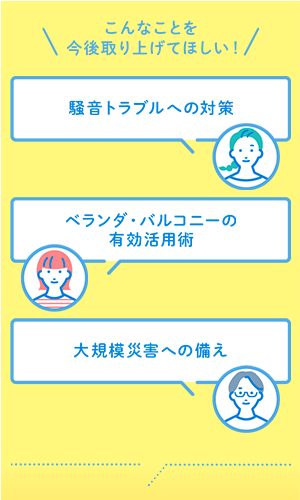 こんなことを
今後取り上げてほしい!
騒音トラブルへの対策
ベランダ・バルコニーの
有効活用術
大規模災害への備え